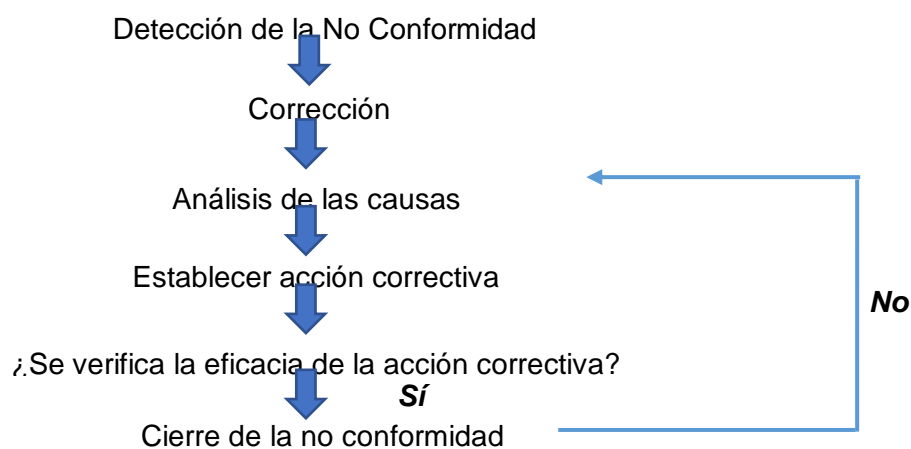 Detección de la No Conformidad
Corrección
Análisis de las causas
Establecer acción correctiva
No
¿Se verifica la eficacia de la acción correctiva?
Sí
Cierre de la no conformidad